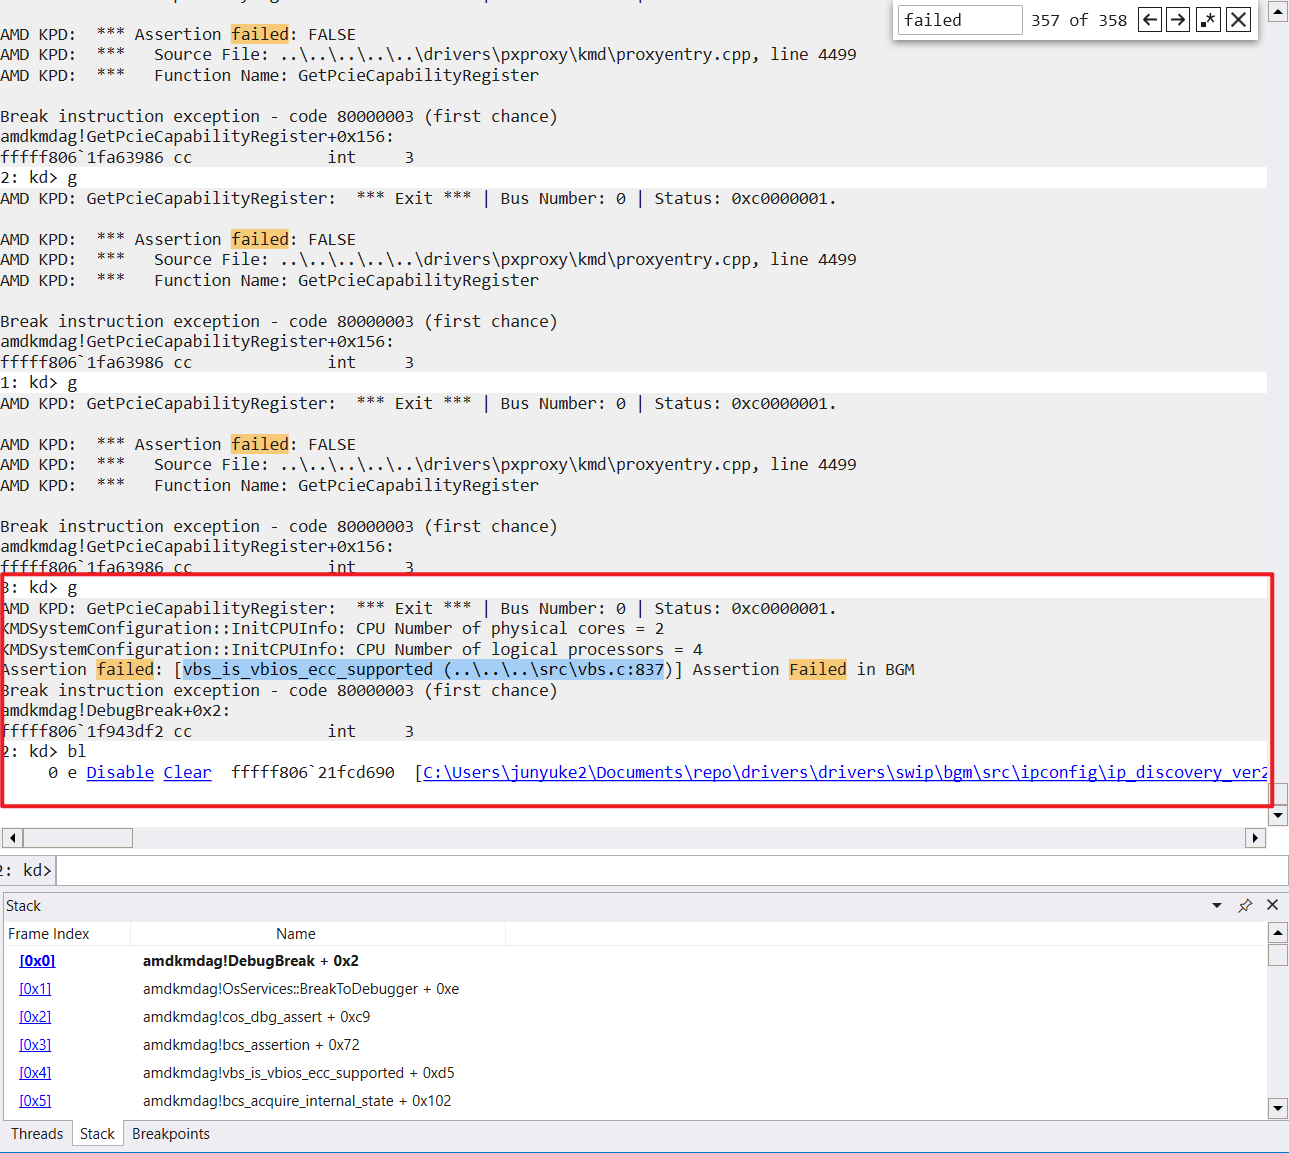 failed 357 of 358
AMD KPD:  *** Assertion failed: FALSE
AMD KPD:  ***   Source File: ..\..\..\..\..\drivers\pxproxy\kmd\proxyentry.cpp, line 4499
AMD KPD:  ***   Function Name: GetPcieCapabilityRegister
Break instruction exception - code 80000003 (first chance)
amdkmdag!GetPcieCapabilityRegister+0x156:
fffff806`1fa63986 cc              int     3
2: kd> g
AMD KPD: GetPcieCapabilityRegister:  *** Exit *** | Bus Number: 0 | Status: 0xc0000001.
AMD KPD:  *** Assertion failed: FALSE
AMD KPD:  ***   Source File: ..\..\..\..\..\drivers\pxproxy\kmd\proxyentry.cpp, line 4499
AMD KPD:  ***   Function Name: GetPcieCapabilityRegister
Break instruction exception - code 80000003 (first chance)
amdkmdag!GetPcieCapabilityRegister+0x156:
fffff806`1fa63986 cc              int     3
1: kd> g
AMD KPD: GetPcieCapabilityRegister:  *** Exit *** | Bus Number: 0 | Status: 0xc0000001.
AMD KPD:  *** Assertion failed: FALSE
AMD KPD:  ***   Source File: ..\..\..\..\..\drivers\pxproxy\kmd\proxyentry.cpp, line 4499
AMD KPD:  ***   Function Name: GetPcieCapabilityRegister
Break instruction exception - code 80000003 (first chance)
amdkmdag!GetPcieCapabilityRegister+0x156:
fffff806`1fa63986 cc              int     3
3: kd> g
AMD KPD: GetPcieCapabilityRegister:  *** Exit *** | Bus Number: 0 | Status: 0xc0000001.
KMDSystemConfiguration::InitCPUInfo: CPU Number of physical cores = 2
KMDSystemConfiguration::InitCPUInfo: CPU Number of logical processors = 4
Assertion failed: [vbs_is_vbios_ecc_supported (..\..\..\src\vbs.c:837)] Assertion Failed in BGM
Break instruction exception - code 80000003 (first chance)
amdkmdag!DebugBreak+0x2:
fffff806`1f943df2 cc              int     3
2: kd> bl
     0 e Disable Clear  fffff806`21fcd690  [C:\Users\junyuke2\Documents\repo\drivers\drivers\swip\bgm\src\ipconfig\ip_discovery_ver2
2: kd>
Stack
Frame Index Name
[0x0] amdkmdag!DebugBreak + 0x2
[0x1] amdkmdag!OsServices::BreakToDebugger + 0xe
[0x2] amdkmdag!cos_dbg_assert + 0xc9
[0x3] amdkmdag!bcs_assertion + 0x72
[0x4] amdkmdag!vbs_is_vbios_ecc_supported + 0xd5
[0x5] amdkmdag!bcs_acquire_internal_state + 0x102
Threads Stack Breakpoints